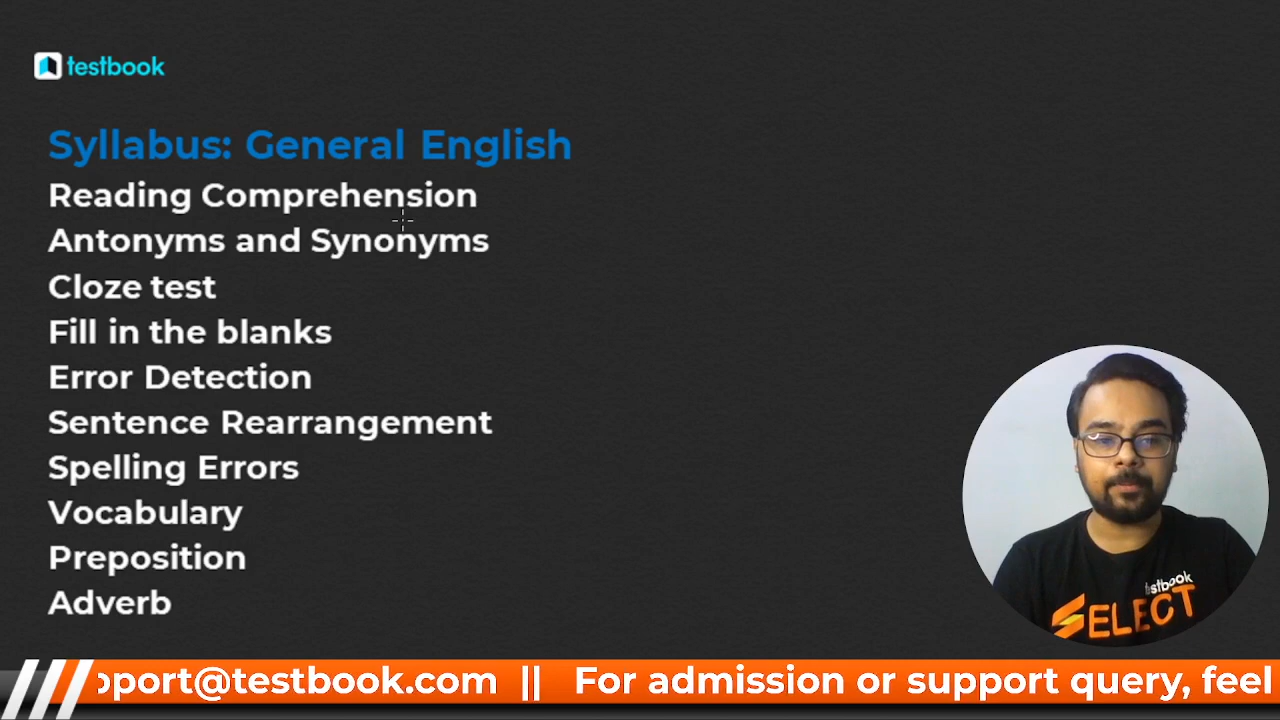 testbook
Syllabus: General English
Reading Comprehension
Antonyms and Synonyms
Cloze test
Fill in the blanks
Error Detection
Sentence Rearrangement
Spelling Errors
Vocabulary
Preposition
Adverb
testbook
SELECT
pport@testbook.com || For admission or support query, feel